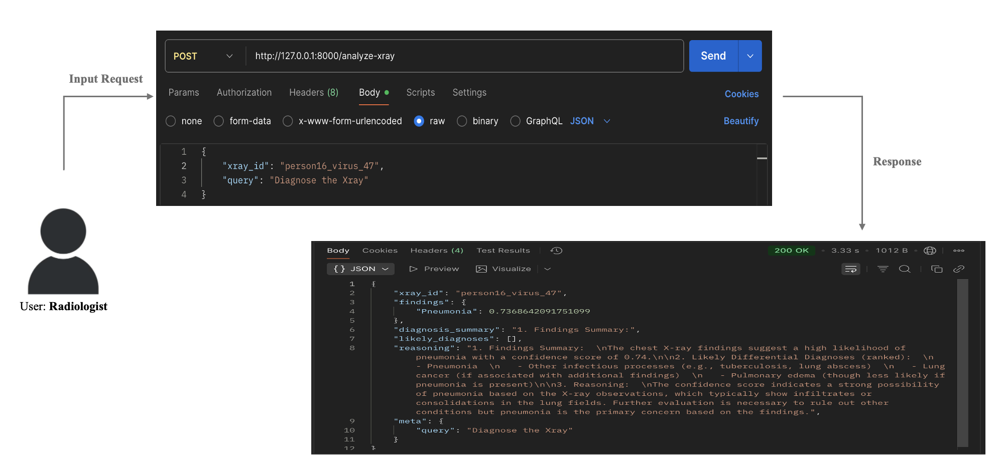 Input Request
POST http://127.0.0.1:8000/analyze-xray Send
Params Authorization Headers (8) Body Scripts Settings Cookies
none form-data x-www-form-urlencoded raw binary GraphQL JSON Beautify
1 {
2 "xray_id": "person16_virus_47",
3 "query": "Diagnose the Xray"
4 }
Response
User: Radiologist
Body Cookies Headers (4) Test Results 200 OK 3.33 s 1012 B
{} JSON Preview Visualize
1 {
2 "xray_id": "person16_virus_47",
3 "findings": {
4 "Pneumonia": 0.7368642091751099
5 },
6 "diagnosis_summary": "1. Findings Summary:",
7 "likely_diagnoses": [],
8 "reasoning": "1. Findings Summary:  \nThe chest X-ray findings suggest a high likelihood of
pneumonia with a confidence score of 0.74.\n\n2. Likely Differential Diagnoses (ranked):  \n
- Pneumonia  \n   - Other infectious processes (e.g., tuberculosis, lung abscess)  \n   - Lung
cancer (if associated with additional findings)  \n   - Pulmonary edema (though less likely if
pneumonia is present)\n\n3. Reasoning:  \nThe confidence score indicates a strong possibility
of pneumonia based on the X-ray observations, which typically show infiltrates or
consolidations in the lung fields. Further evaluation is necessary to rule out other
conditions but pneumonia is the primary concern based on the findings.",
9 "meta": {
10 "query": "Diagnose the Xray"
11 }
12 }